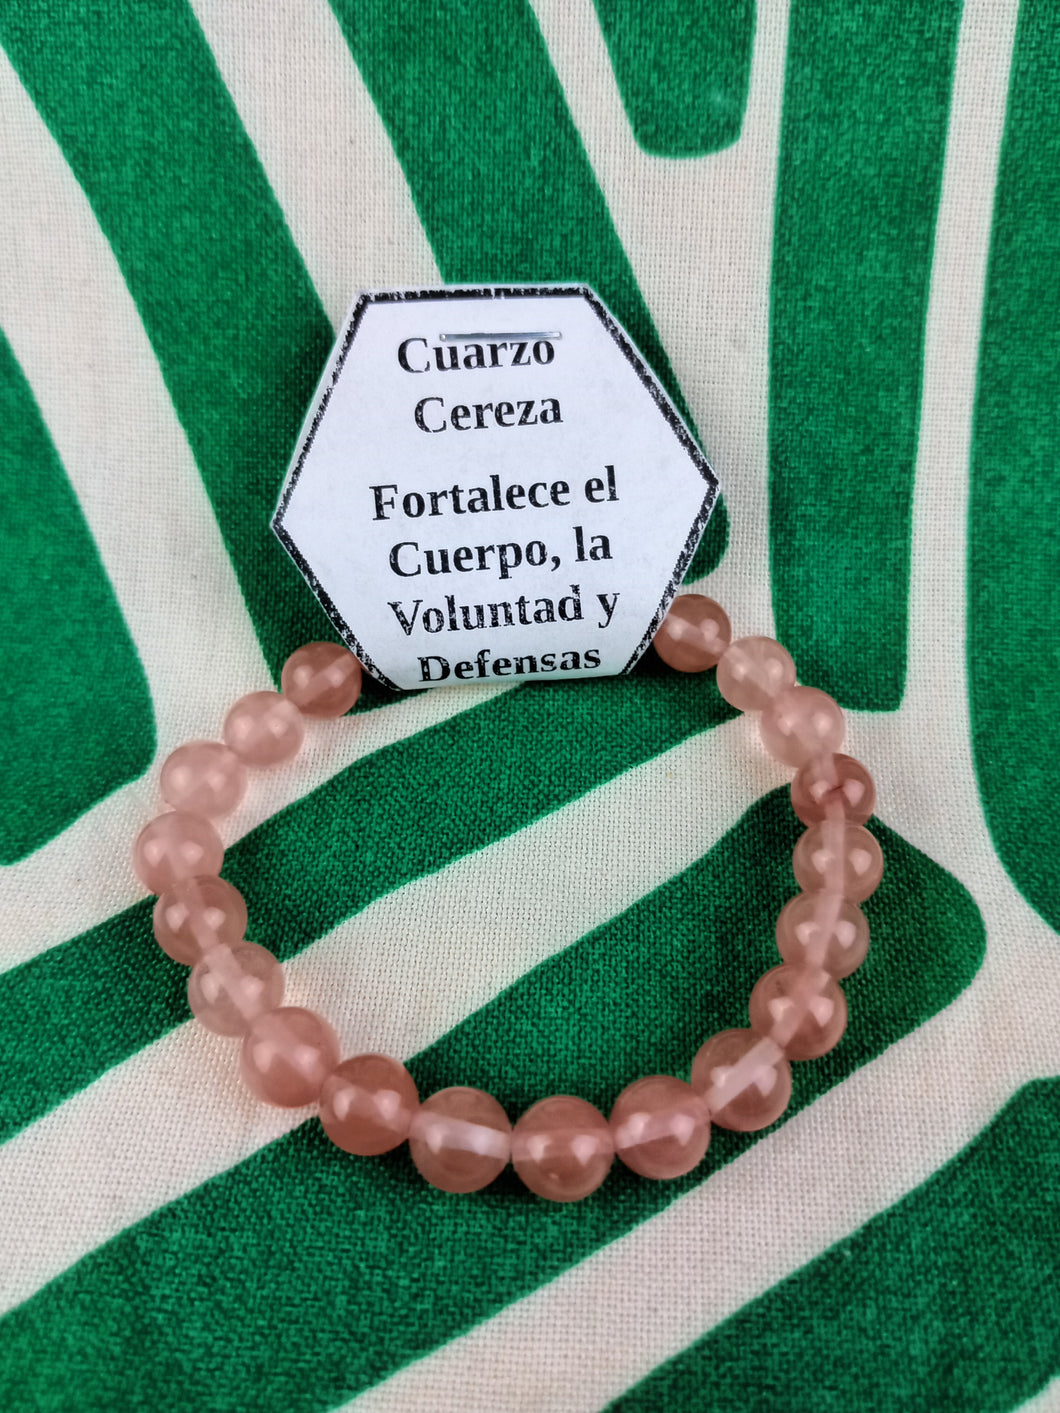 Cuarzo
Cereza
Fortalece el
Cuerpo, la
Voluntad y
Defensas